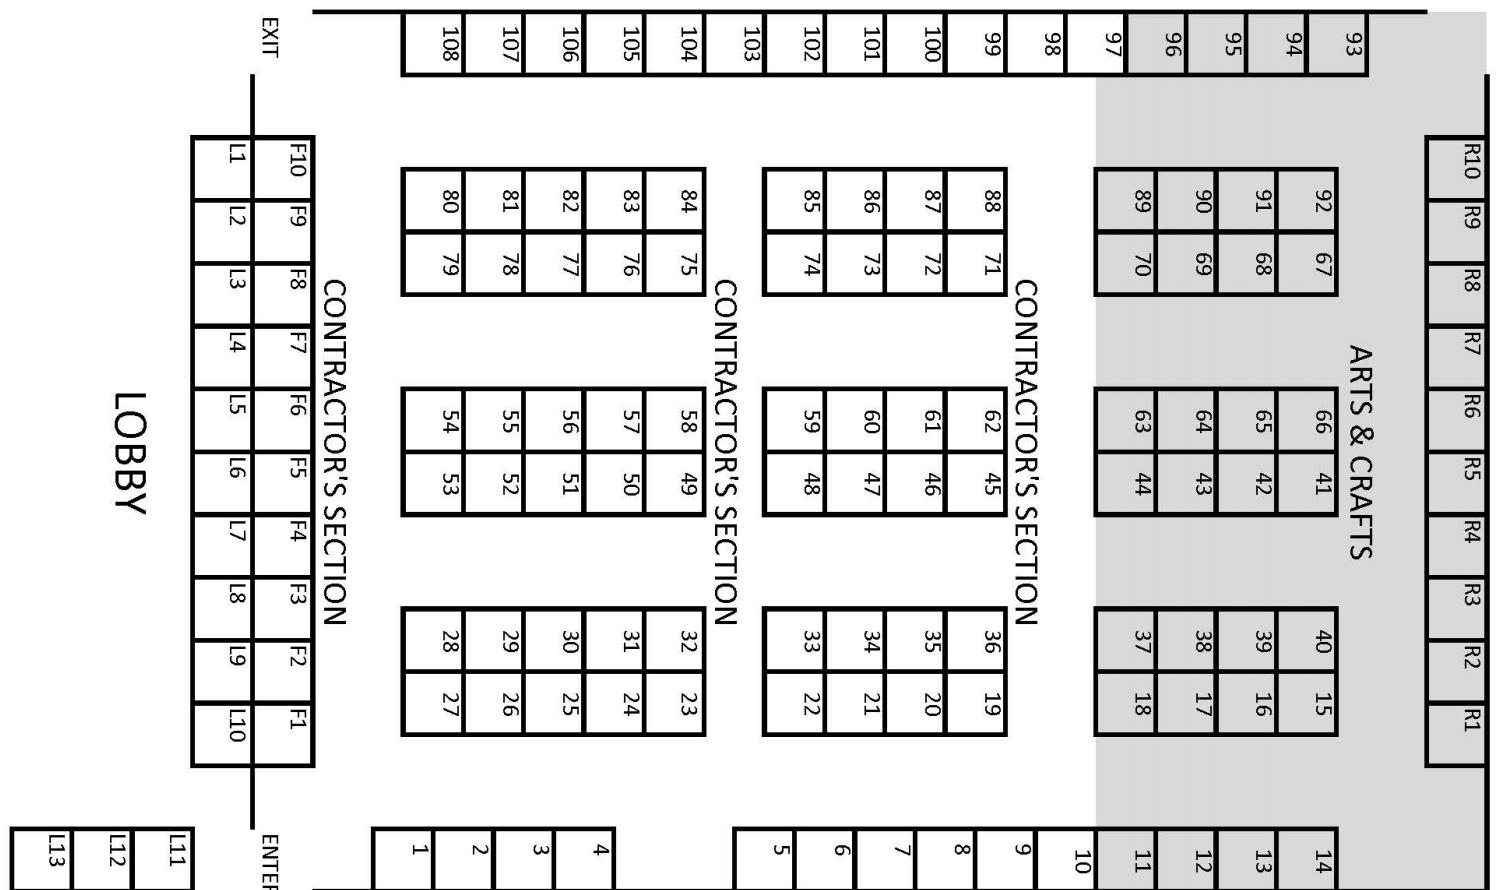 R10 R9 R8 R7 R6 R5 R4 R3 R2 R1
ARTS & CRAFTS
93 92 67 66 41 40 15 14
94 91 68 65 42 39 16 13
95 90 69 64 43 38 17 12
96 89 70 63 44 37 18 11
97 10
98 CONTRACTOR'S SECTION 9
99 88 71 62 45 36 19 8
100 87 72 61 46 35 20 7
101 86 73 60 47 34 21 6
102 85 74 59 48 33 22 5
103 CONTRACTOR'S SECTION
104 84 75 58 49 32 23
105 83 76 57 50 31 24 4
106 82 77 56 51 30 25 3
107 81 78 55 52 29 26 2
108 80 79 54 53 28 27 1
CONTRACTOR'S SECTION
F10 F9 F8 F7 F6 F5 F4 F3 F2 F1
EXIT ENTER
L1 L2 L3 L4 L5 L6 L7 L8 L9 L10
L11
LOBBY
L12
L13